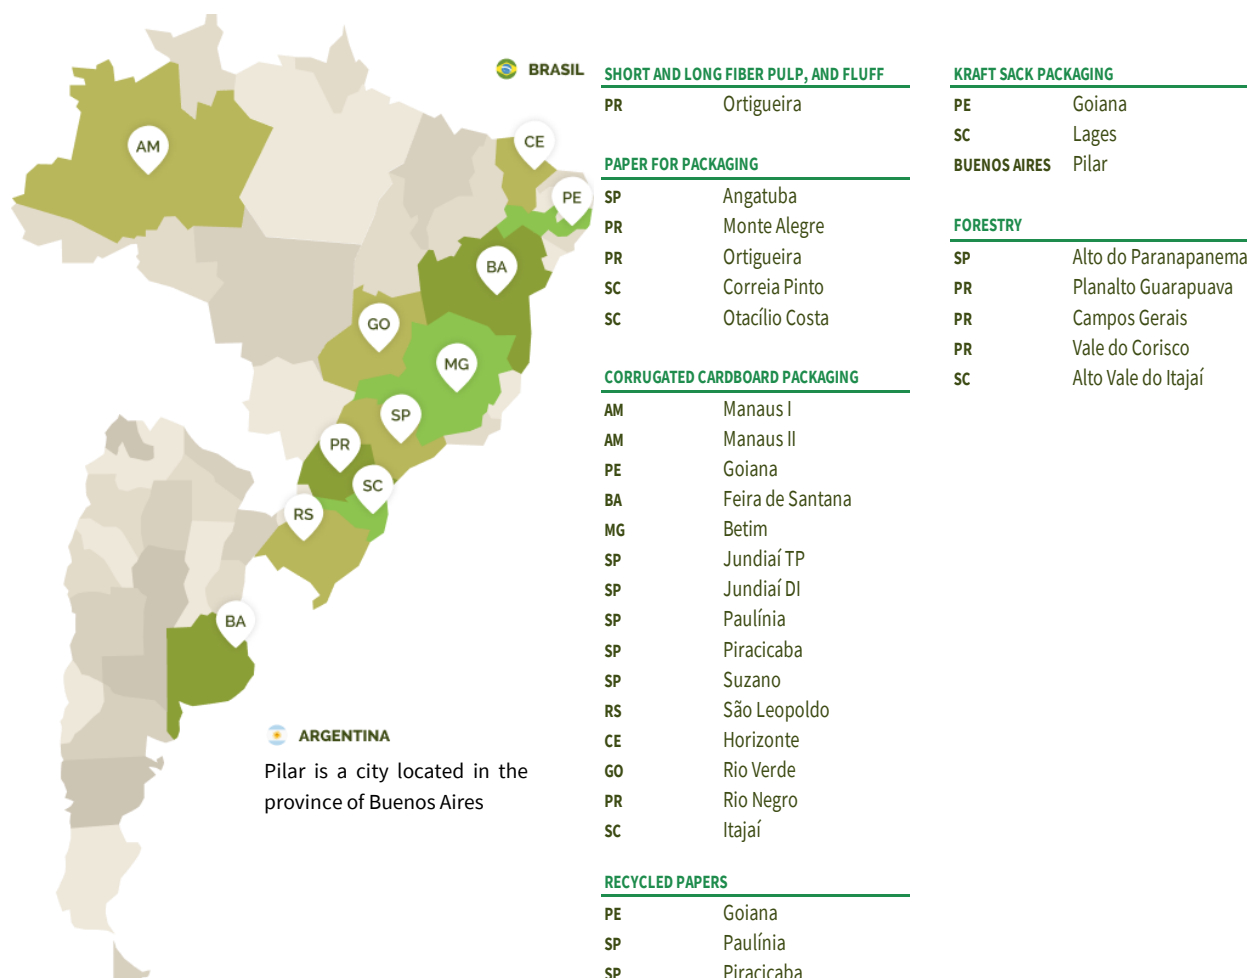 BRASIL
AM
CE
PE
BA
GO
MG
SP
PR
SC
RS
BA
ARGENTINA
Pilar is a city located in the
province of Buenos Aires
SHORT AND LONG FIBER PULP, AND FLUFF
PR Ortigueira
PAPER FOR PACKAGING
SP Angatuba
PR Monte Alegre
PR Ortigueira
SC Correia Pinto
SC Otacílio Costa
CORRUGATED CARDBOARD PACKAGING
AM Manaus I
AM Manaus II
PE Goiana
BA Feira de Santana
MG Betim
SP Jundiaí TP
SP Jundiaí DI
SP Paulínia
SP Piracicaba
SP Suzano
RS São Leopoldo
CE Horizonte
GO Rio Verde
PR Rio Negro
SC Itajaí
RECYCLED PAPERS
PE Goiana
SP Paulínia
SP Piracicaba
KRAFT SACK PACKAGING
PE Goiana
SC Lages
BUENOS AIRES Pilar
FORESTRY
SP Alto do Paranapanema
PR Planalto Guarapuava
PR Campos Gerais
PR Vale do Corisco
SC Alto Vale do Itajaí